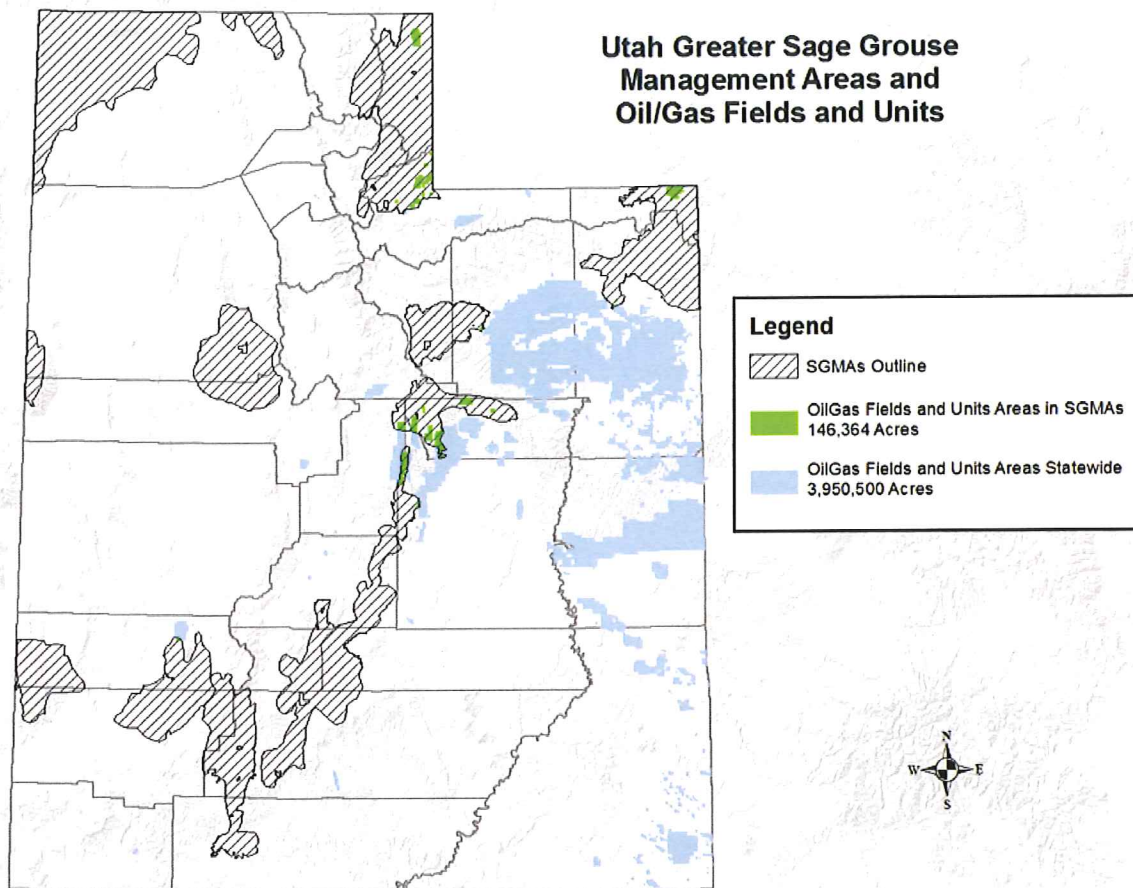 Utah Greater Sage Grouse
Management Areas and
Oil/Gas Fields and Units
Legend
SGMAs Outline
OilGas Fields and Units Areas in SGMAs
146,364 Acres
OilGas Fields and Units Areas Statewide
3,950,500 Acres
N
W E
S